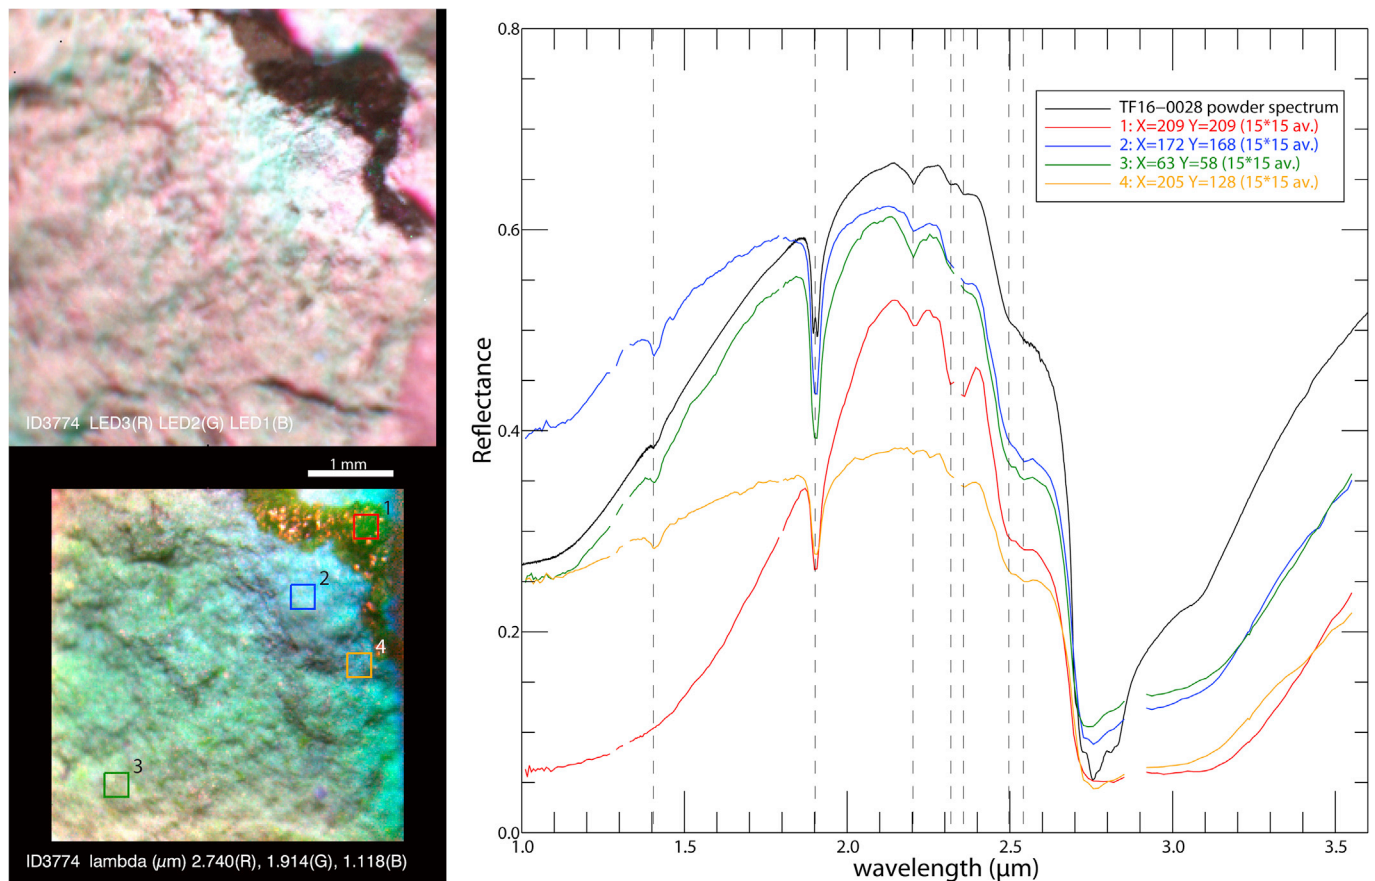 ID3774 LED3(R) LED2(G) LED1(B)
1 mm
1
2
4
3
ID3774 lambda (μm) 2.740(R), 1.914(G), 1.118(B)
0.8
0.6
0.4
0.2
0.0
Reflectance
TF16−0028 powder spectrum
1: X=209 Y=209 (15*15 av.)
2: X=172 Y=168 (15*15 av.)
3: X=63 Y=58 (15*15 av.)
4: X=205 Y=128 (15*15 av.)
1.0 1.5 2.0 2.5 3.0 3.5
wavelength (μm)